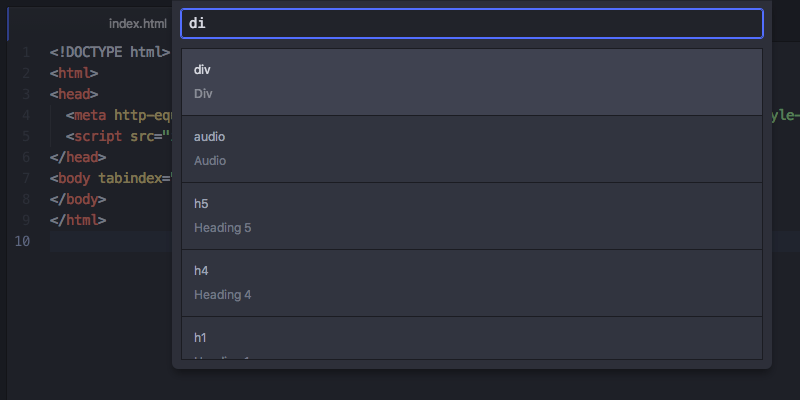 index.html
di
1 <!DOCTYPE html>
2 <html>
3 <head>
4 <meta http-equ
yle-
5 <script src="
6 </head>
7 <body tabindex="
8 </body>
9 </html>
10
div
Div
audio
Audio
h5
Heading 5
h4
Heading 4
h1